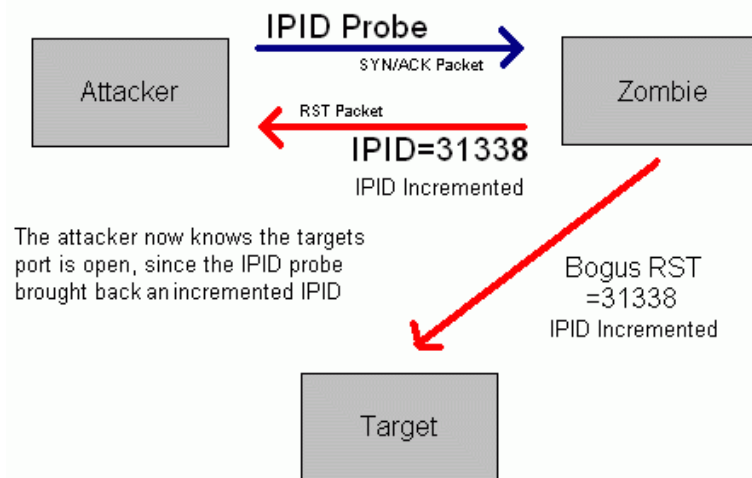 IPID Probe
SYN/ACK Packet
Attacker
Zombie
RST Packet
IPID=31338
IPID Incremented
The attacker now knows the targets
port is open, since the IPID probe
brought back an incremented IPID
Bogus RST
=31338
IPID Incremented
Target